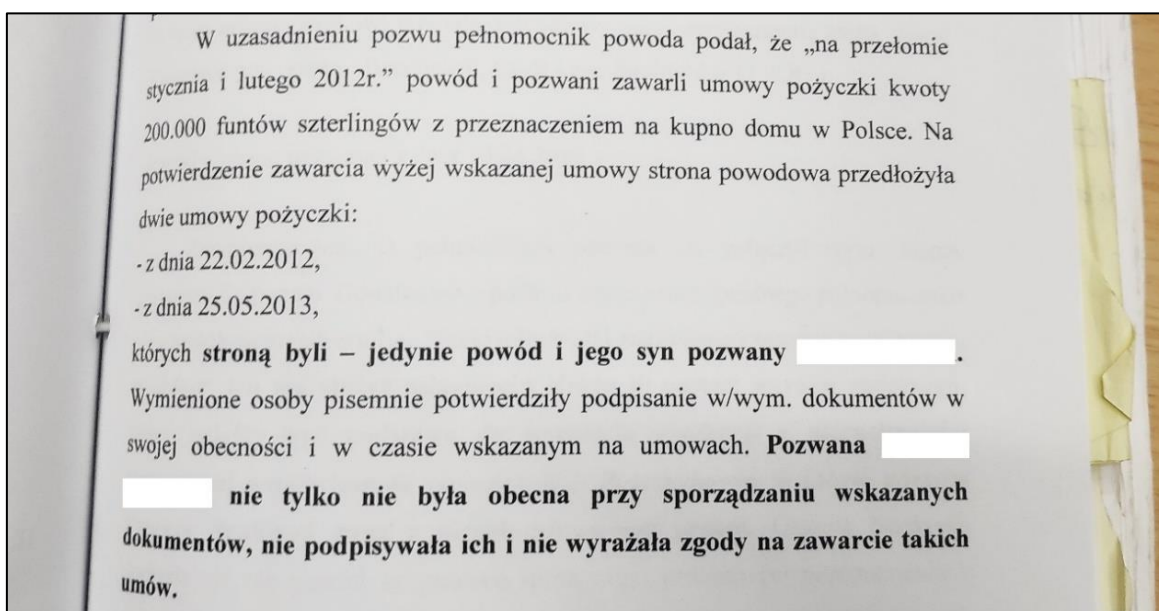 W uzasadnieniu pozwu pełnomocnik powoda podał, że „na przełomie
stycznia i lutego 2012r.” powód i pozwani zawarli umowy pożyczki kwoty
200.000 funtów szterlingów z przeznaczeniem na kupno domu w Polsce. Na
potwierdzenie zawarcia wyżej wskazanej umowy strona powodowa przedłożyła
dwie umowy pożyczki:
- z dnia 22.02.2012,
- z dnia 25.05.2013,
których stroną byli – jedynie powód i jego syn pozwany .
Wymienione osoby pisemnie potwierdziły podpisanie w/wym. dokumentów w
swojej obecności i w czasie wskazanym na umowach. Pozwana
nie tylko nie była obecna przy sporządzaniu wskazanych
dokumentów, nie podpisywała ich i nie wyrażała zgody na zawarcie takich
umów.